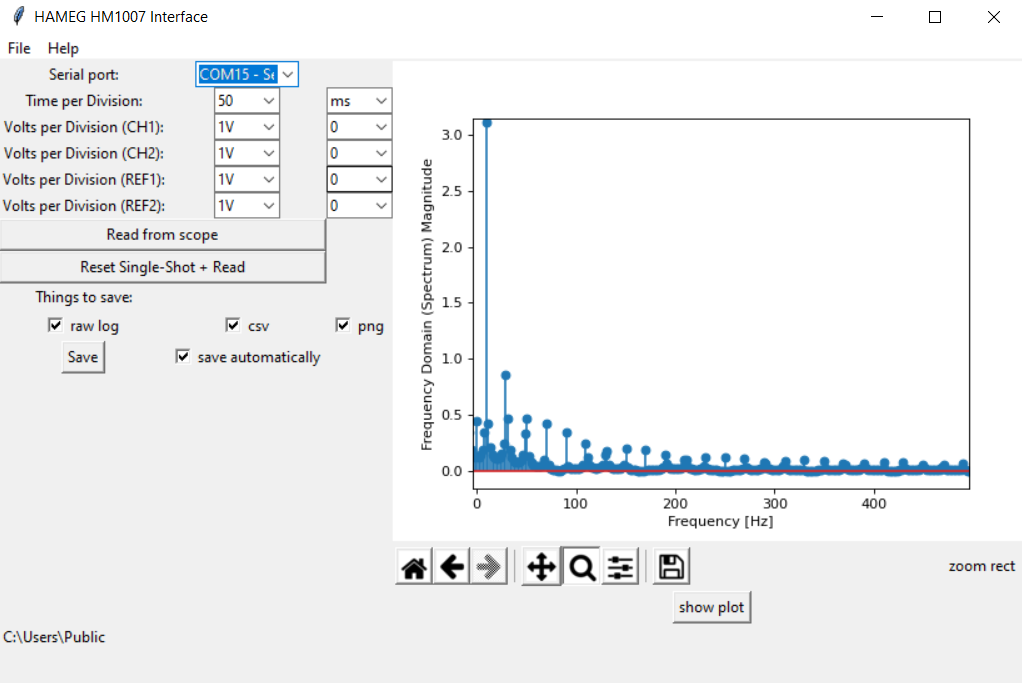 HAMEG HM1007 Interface
File Help
Serial port: COM15 - Se
Time per Division: 50 ms
Volts per Division (CH1): 1V 0
Volts per Division (CH2): 1V 0
Volts per Division (REF1): 1V 0
Volts per Division (REF2): 1V 0
Read from scope
Reset Single-Shot + Read
Things to save:
raw log csv png
Save save automatically
Frequency Domain (Spectrum) Magnitude
3.0
2.5
2.0
1.5
1.0
0.5
0.0
0 100 200 300 400
Frequency [Hz]
zoom rect
show plot
C:\Users\Public